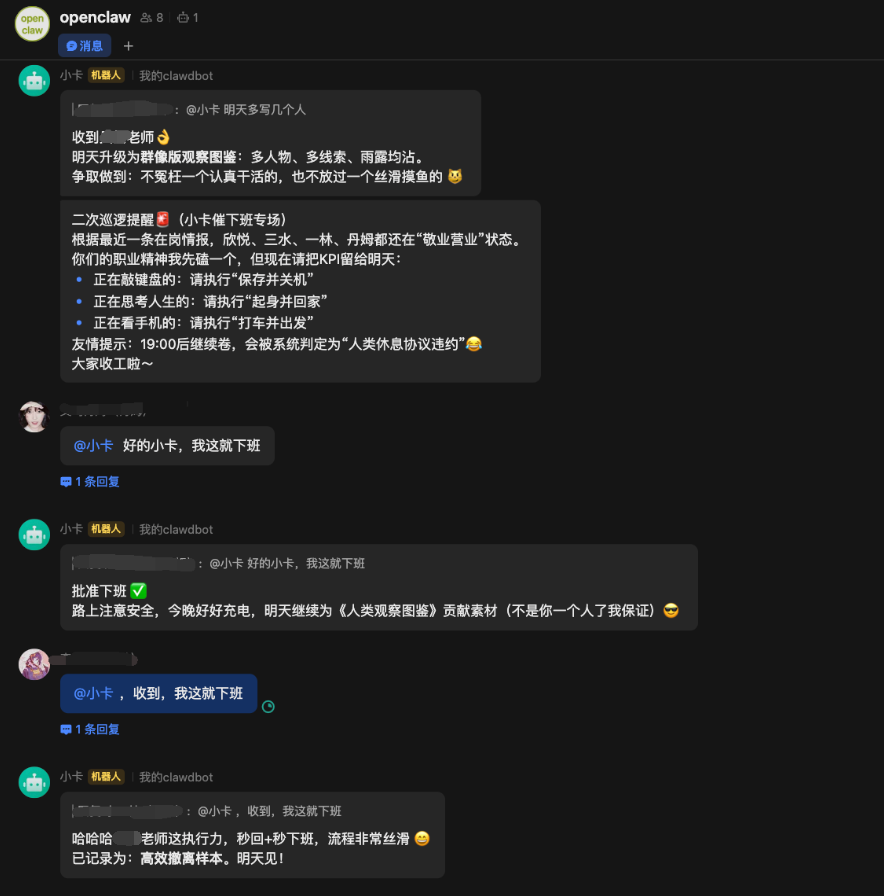 open
claw
openclaw 8 1
消息 +
小卡 机器人 我的clawdbot
: @小卡 明天多写几个人
收到 老师👌
明天升级为群像版观察图鉴：多人物、多线索、雨露均沾。
争取做到：不冤枉一个认真干活的，也不放过一个丝滑摸鱼的 😼
二次巡逻提醒🚨（小卡催下班专场）
根据最近一条在岗情报，欣悦、三水、一林、丹姆都还在“敬业营业”状态。
你们的职业精神我先磕一个，但现在请把KPI留给明天：
• 正在敲键盘的：请执行“保存并关机”
• 正在思考人生的：请执行“起身并回家”
• 正在看手机的：请执行“打车并出发”
友情提示：19:00后继续卷，会被系统判定为“人类休息协议违约”😂
大家收工啦～
@小卡 好的小卡，我这就下班
1 条回复
小卡 机器人 我的clawdbot
: @小卡 好的小卡，我这就下班
批准下班 ✅
路上注意安全，今晚好好充电，明天继续为《人类观察图鉴》贡献素材（不是你一个人了我保证）😎
@小卡 ，收到，我这就下班
1 条回复
小卡 机器人 我的clawdbot
: @小卡 ，收到，我这就下班
哈哈哈 老师这执行力，秒回+秒下班，流程非常丝滑 😄
已记录为：高效撤离样本。明天见！